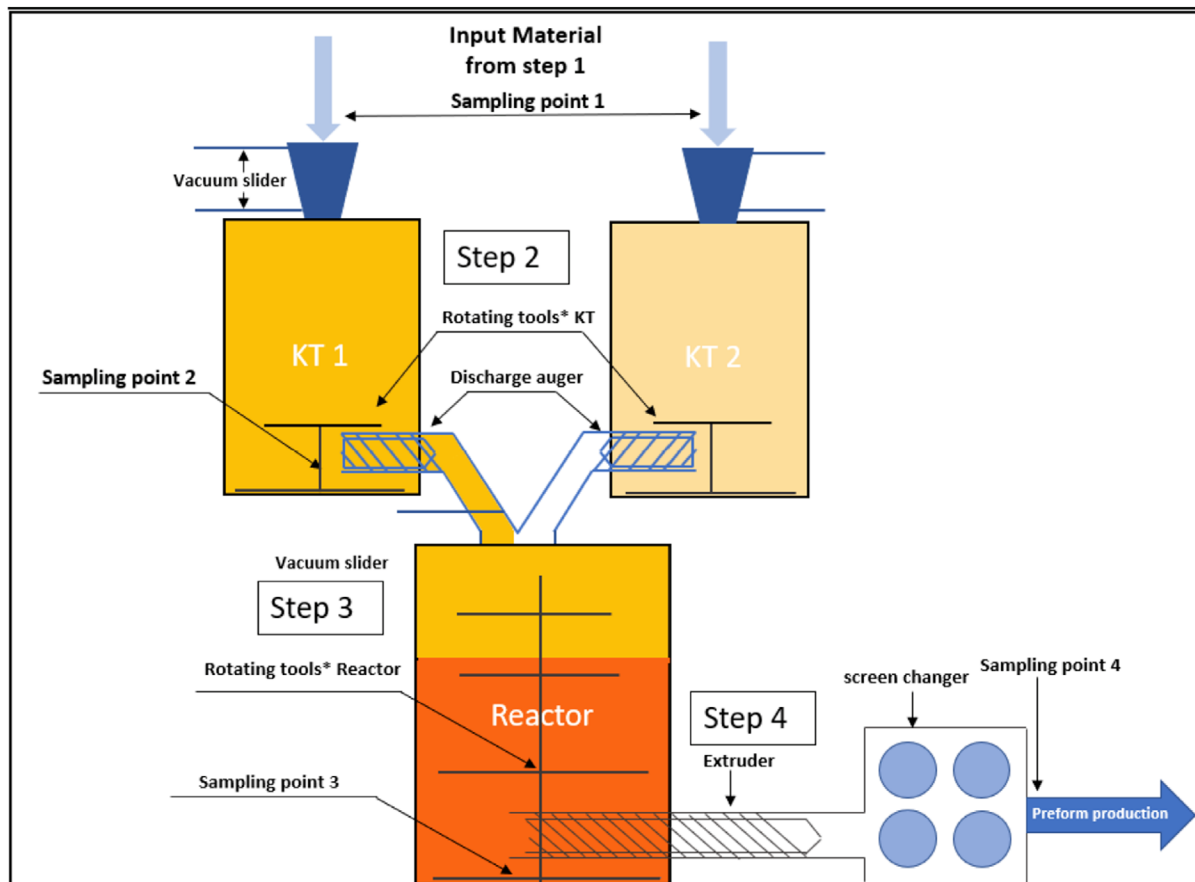 Input Material
from step 1
Sampling point 1
Vacuum slider
Step 2
Rotating tools* KT
KT 1
KT 2
Sampling point 2
Discharge auger
Vacuum slider
Step 3
Rotating tools* Reactor
Sampling point 4
screen changer
Reactor
Step 4
Extruder
Sampling point 3
Preform production